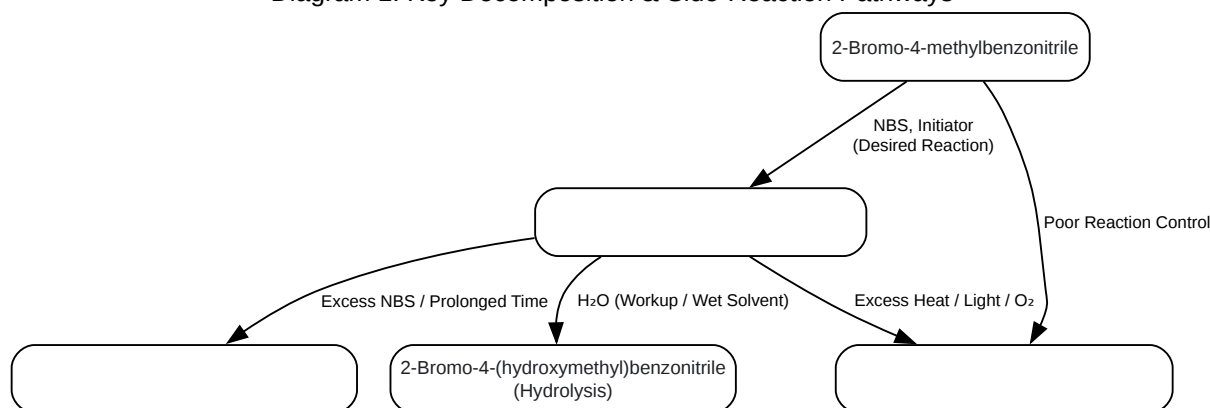 Diagram 1: Key Decomposition & Side-Reaction Pathways
2-Bromo-4-methylbenzonitrile
NBS, Initiator
(Desired Reaction)
Poor Reaction Control
Excess NBS / Prolonged Time
H₂O (Workup / Wet Solvent)
Excess Heat / Light / O₂
2-Bromo-4-(hydroxymethyl)benzonitrile
(Hydrolysis)